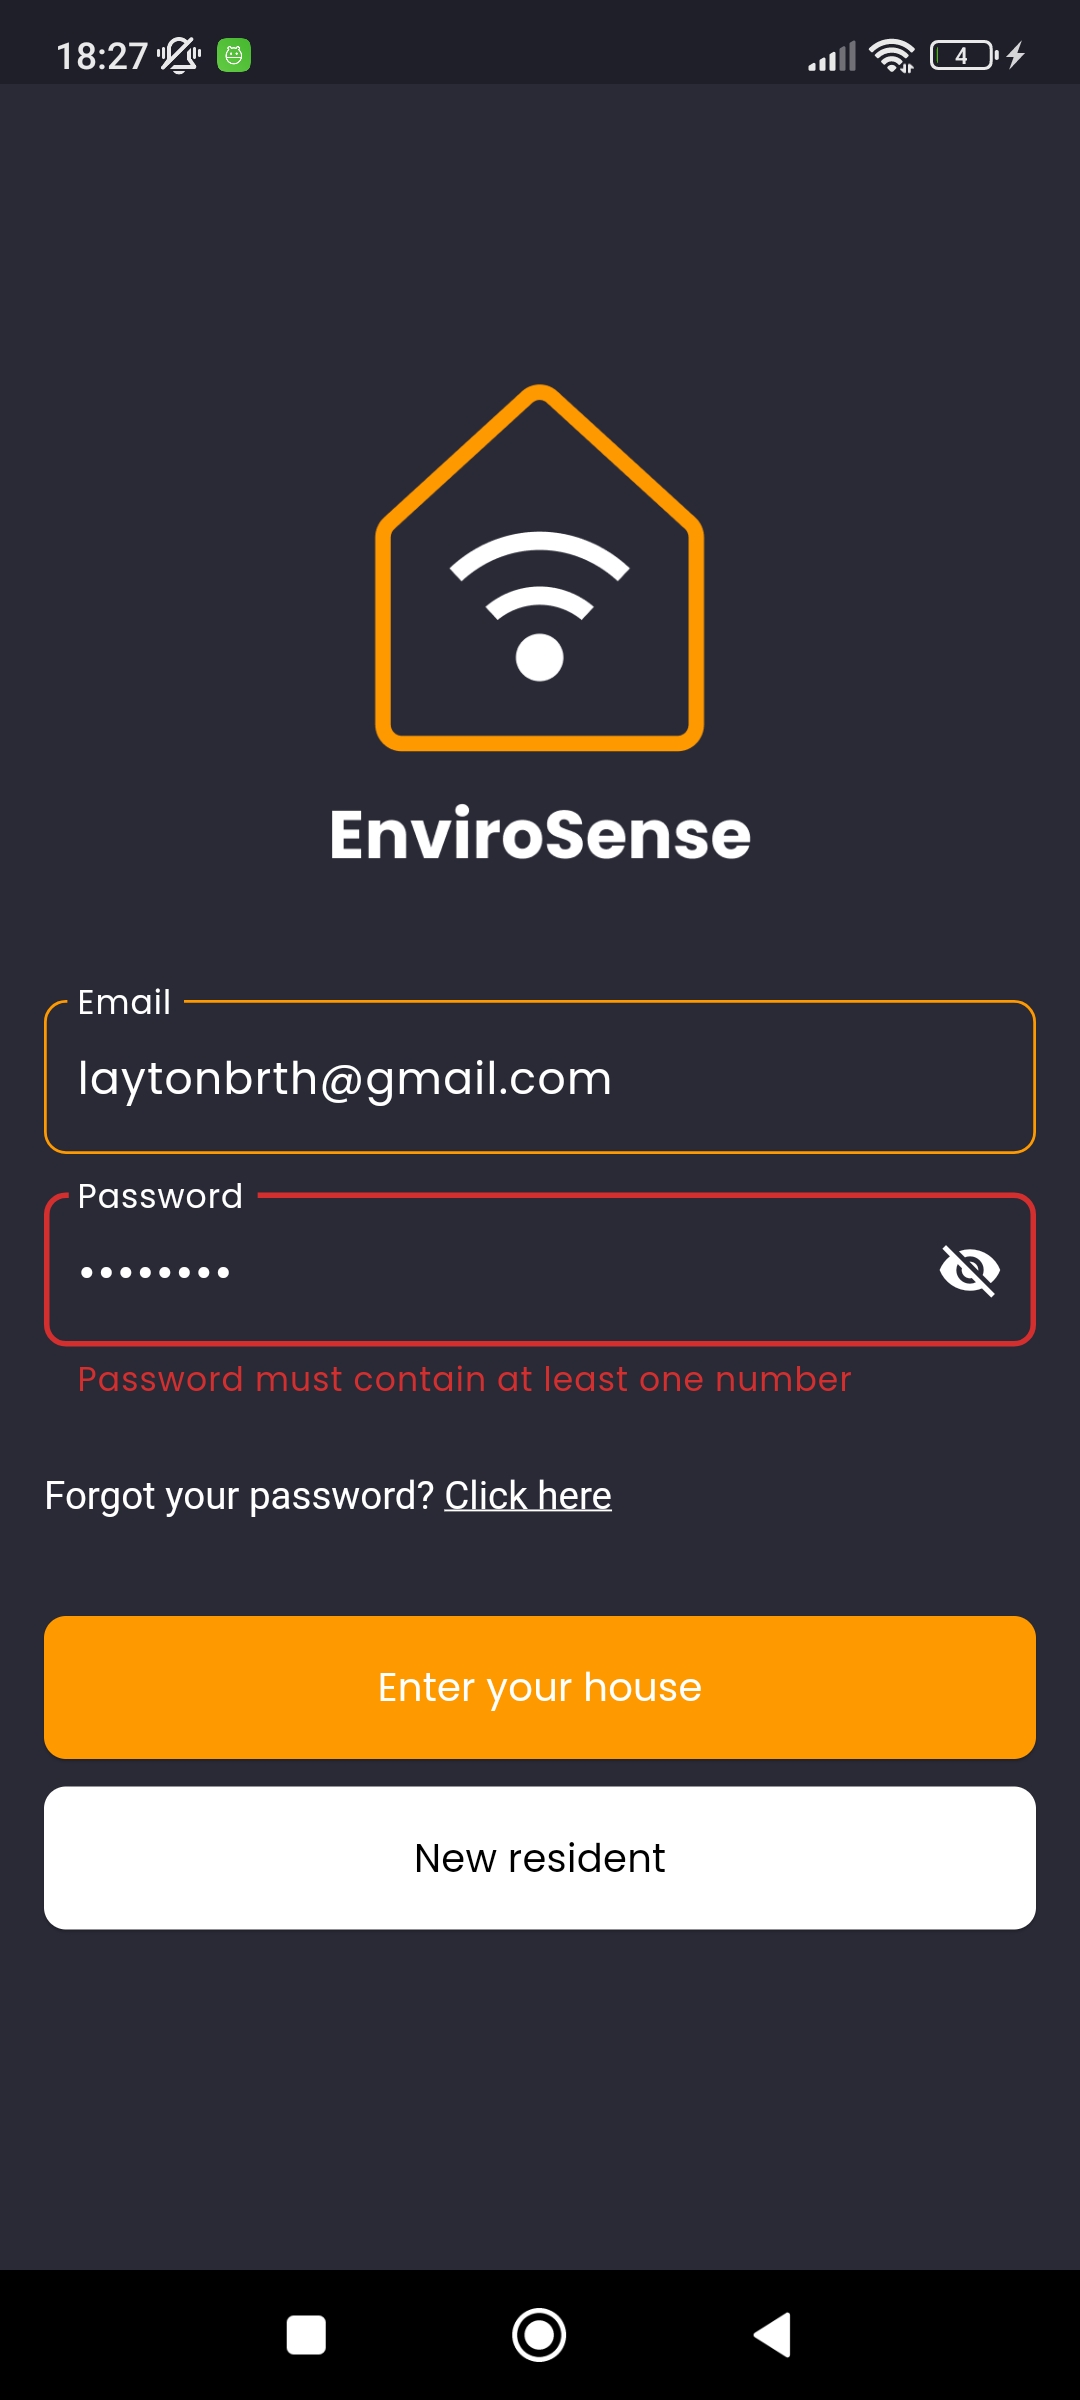 18:27
4
EnviroSense
Email
laytonbrth@gmail.com
Password
••••••••
Password must contain at least one number
Forgot your password? Click here
Enter your house
New resident